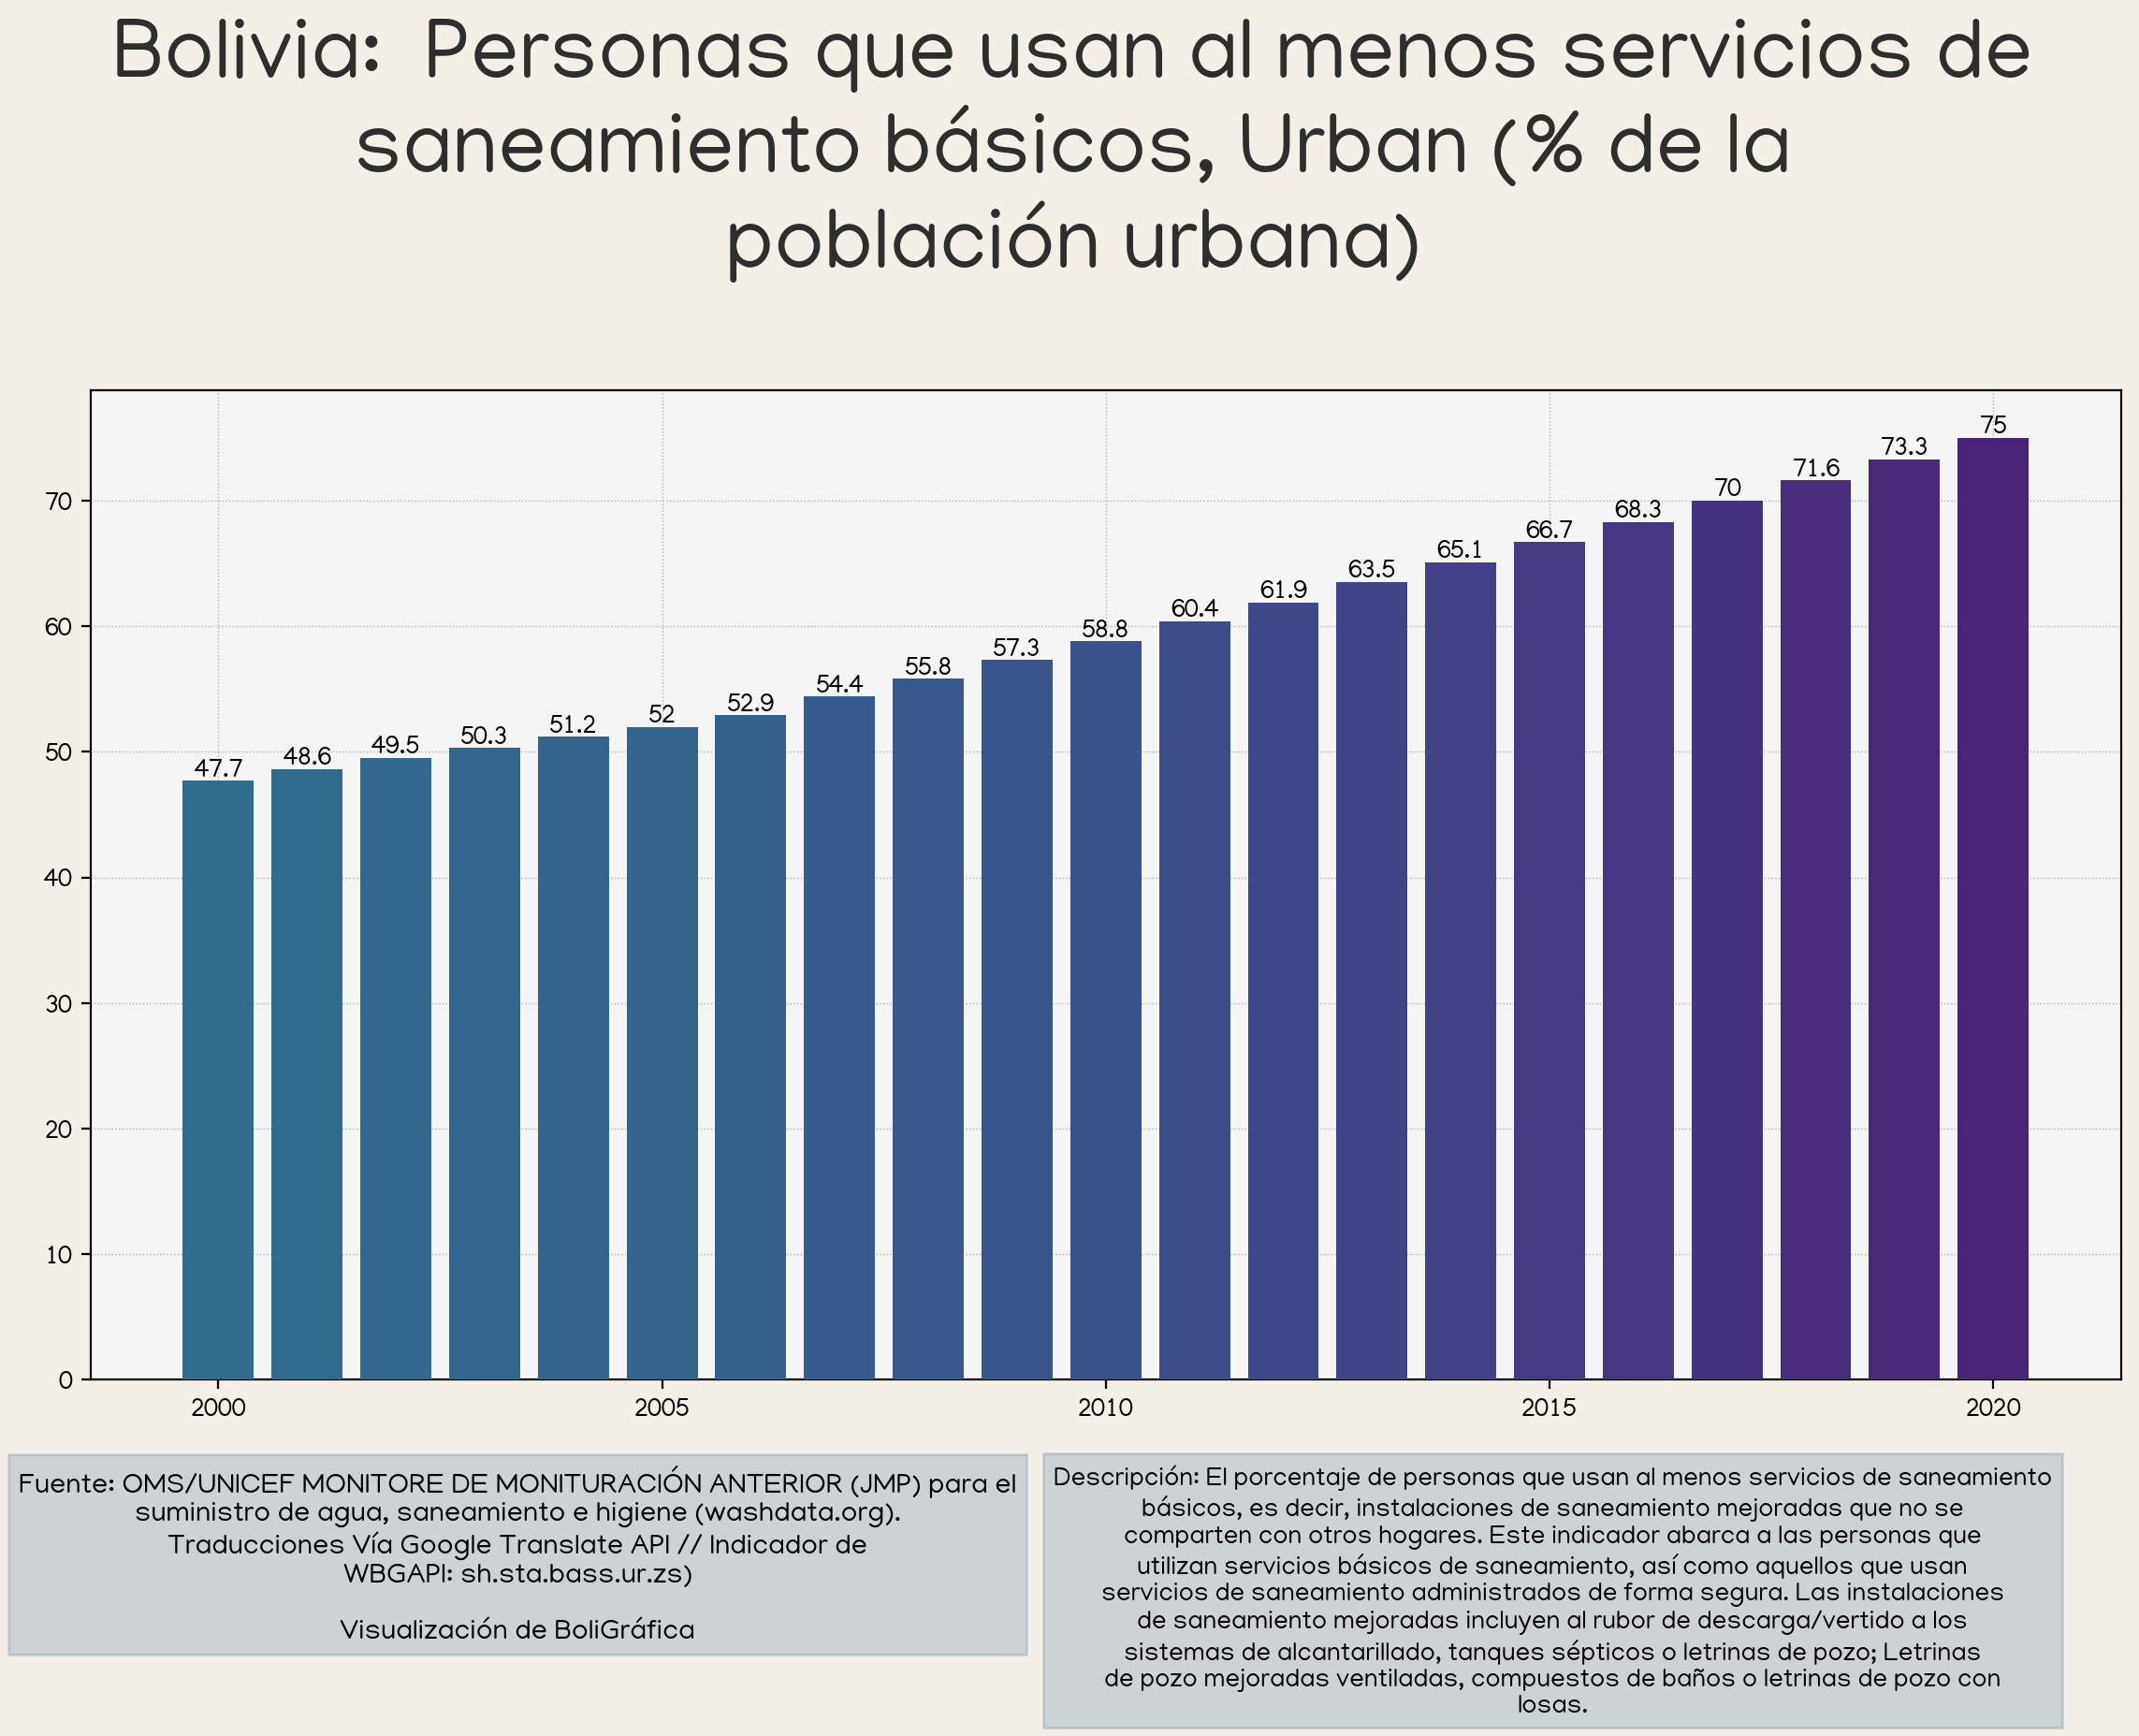 Bolivia: Personas que usan al menos servicios de
saneamiento básicos, Urban (% de la
población urbana)
75
73.3
71.6
70
70
68.3
66.7
65.1
63.5
61.9
60.4
60
58.8
57.3
55.8
54.4
52.9
52
51.2
50.3
50
49.5
48.6
47.7
40
30
20
10
0
2000
2005
2010
2015
2020
Fuente: OMS/UNICEF MONITORE DE MONITURACIÓN ANTERIOR (JMP) para el
suministro de agua, saneamiento e higiene (washdata.org).
Traducciones Vía Google Translate API // Indicador de
WBGAPI: sh.sta.bass.ur.zs)
Visualización de BoliGráfica
Descripción: El porcentaje de personas que usan al menos servicios de saneamiento
básicos, es decir, instalaciones de saneamiento mejoradas que no se
comparten con otros hogares. Este indicador abarca a las personas que
utilizan servicios básicos de saneamiento, así como aquellos que usan
servicios de saneamiento administrados de forma segura. Las instalaciones
de saneamiento mejoradas incluyen al rubor de descarga/vertido a los
sistemas de alcantarillado, tanques sépticos o letrinas de pozo; Letrinas
de pozo mejoradas ventiladas, compuestos de baños o letrinas de pozo con
losas.